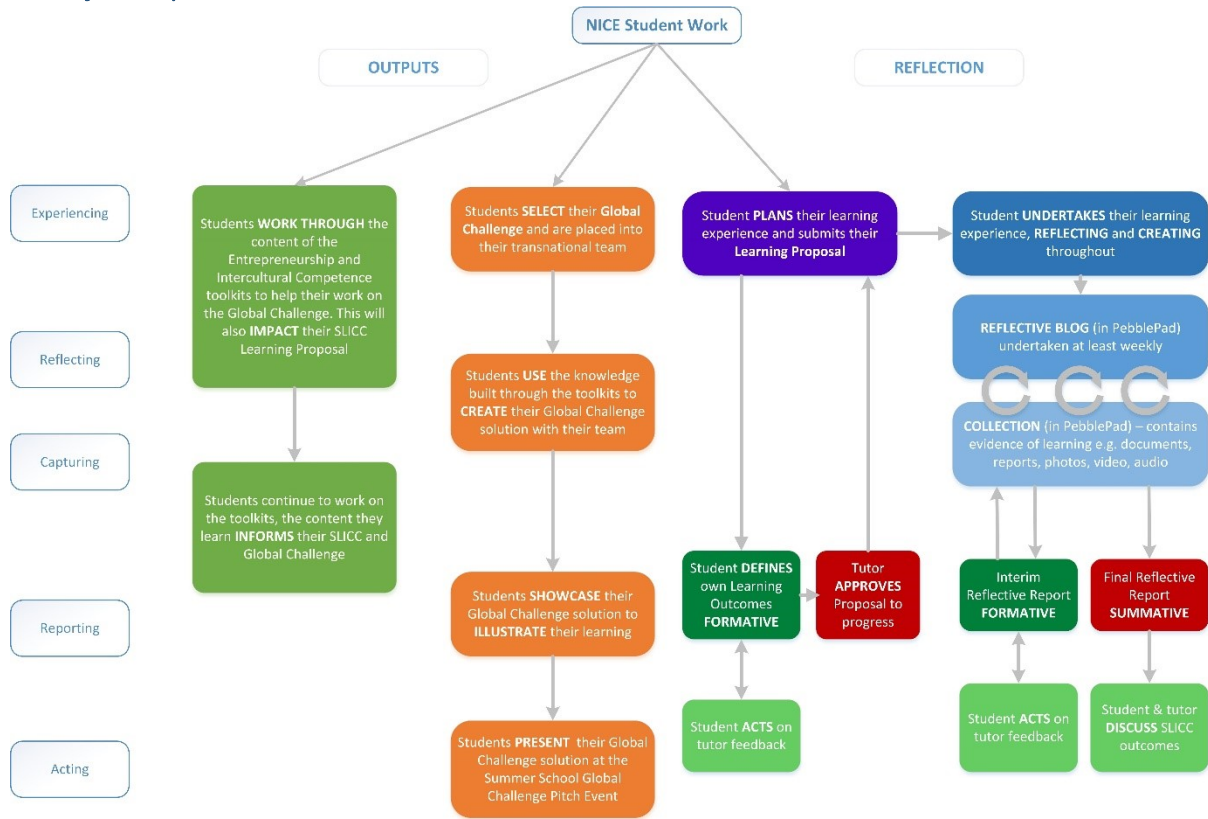 NICE Student Work
OUTPUTS
REFLECTION
Experiencing
Reflecting
Capturing
Reporting
Acting
Students WORK THROUGH the
content of the
Entrepreneurship and
Intercultural Competence
toolkits to help their work on
the Global Challenge. This will
also IMPACT their SLICC
Learning Proposal
Students continue to work on
the toolkits, the content they
learn INFORMS their SLICC and
Global Challenge
Students SELECT their Global
Challenge and are placed into
their transnational team
Students USE the knowledge
built through the toolkits to
CREATE their Global Challenge
solution with their team
Students SHOWCASE their
Global Challenge solution to
ILLUSTRATE their learning
Students PRESENT their Global
Challenge solution at the
Summer School Global
Challenge Pitch Event
Student PLANS their learning
experience and submits their
Learning Proposal
Student DEFINES
own Learning
Outcomes
FORMATIVE
Tutor
APPROVES
Proposal to
progress
Student ACTS on
tutor feedback
Student UNDERTAKES their learning
experience, REFLECTING and CREATING
throughout
REFLECTIVE BLOG (in PebblePad)
undertaken at least weekly
COLLECTION (in PebblePad) – contains
evidence of learning e.g. documents,
reports, photos, video, audio
Interim
Reflective Report
FORMATIVE
Final Reflective
Report
SUMMATIVE
Student ACTS on
tutor feedback
Student & tutor
DISCUSS SLICC
outcomes